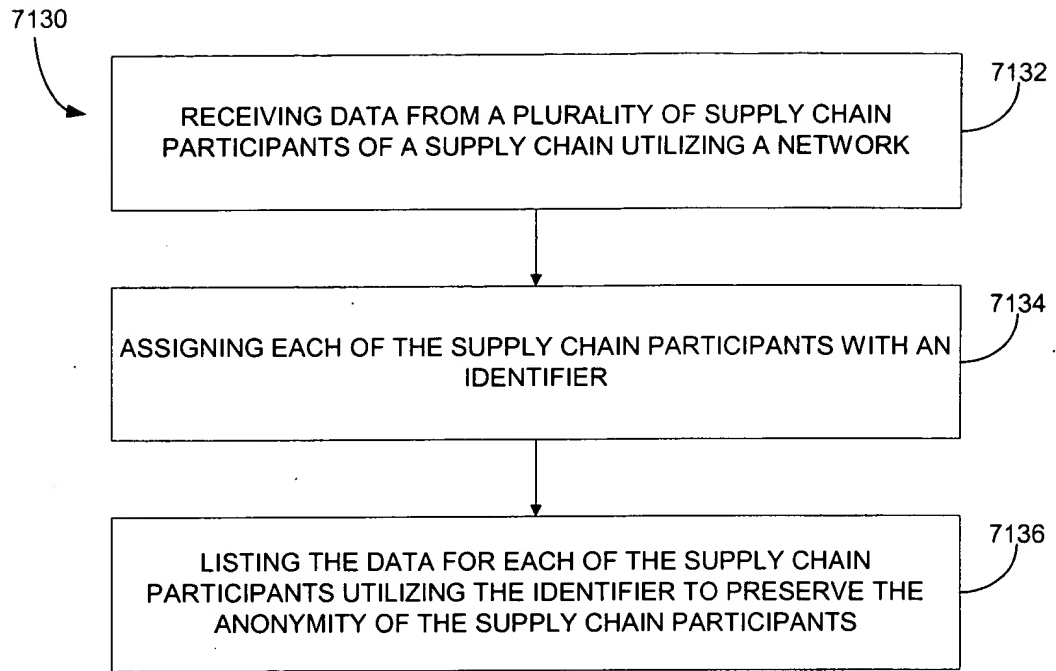 7130
7132
RECEIVING DATA FROM A PLURALITY OF SUPPLY CHAIN
PARTICIPANTS OF A SUPPLY CHAIN UTILIZING A NETWORK
7134
ASSIGNING EACH OF THE SUPPLY CHAIN PARTICIPANTS WITH AN
IDENTIFIER
7136
LISTING THE DATA FOR EACH OF THE SUPPLY CHAIN
PARTICIPANTS UTILIZING THE IDENTIFIER TO PRESERVE THE
ANONYMITY OF THE SUPPLY CHAIN PARTICIPANTS